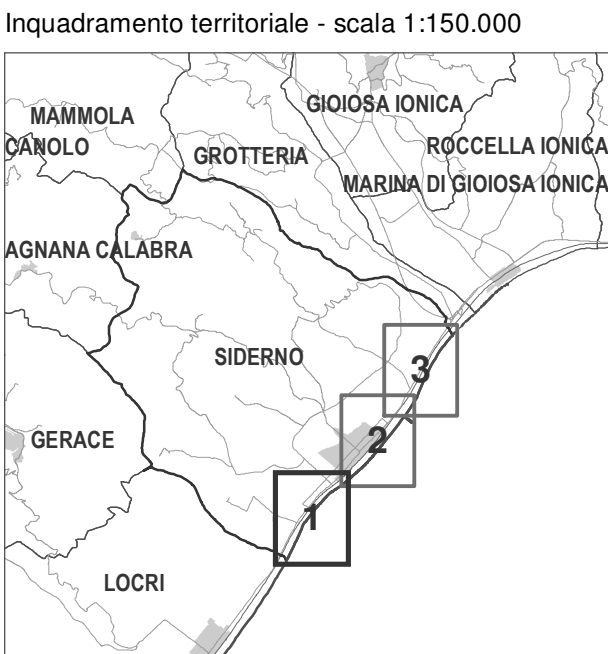 Inquadramento territoriale - scala 1:150.000
GIOIOSA IONICA
MAMMOLA
CANOLO
GROTTERIA
ROCCELLA IONICA
MARINA DI GIOIOSA IONICA
AGNANA CALABRA
SIDERNO
3
GERACE
2
1
LOCRI